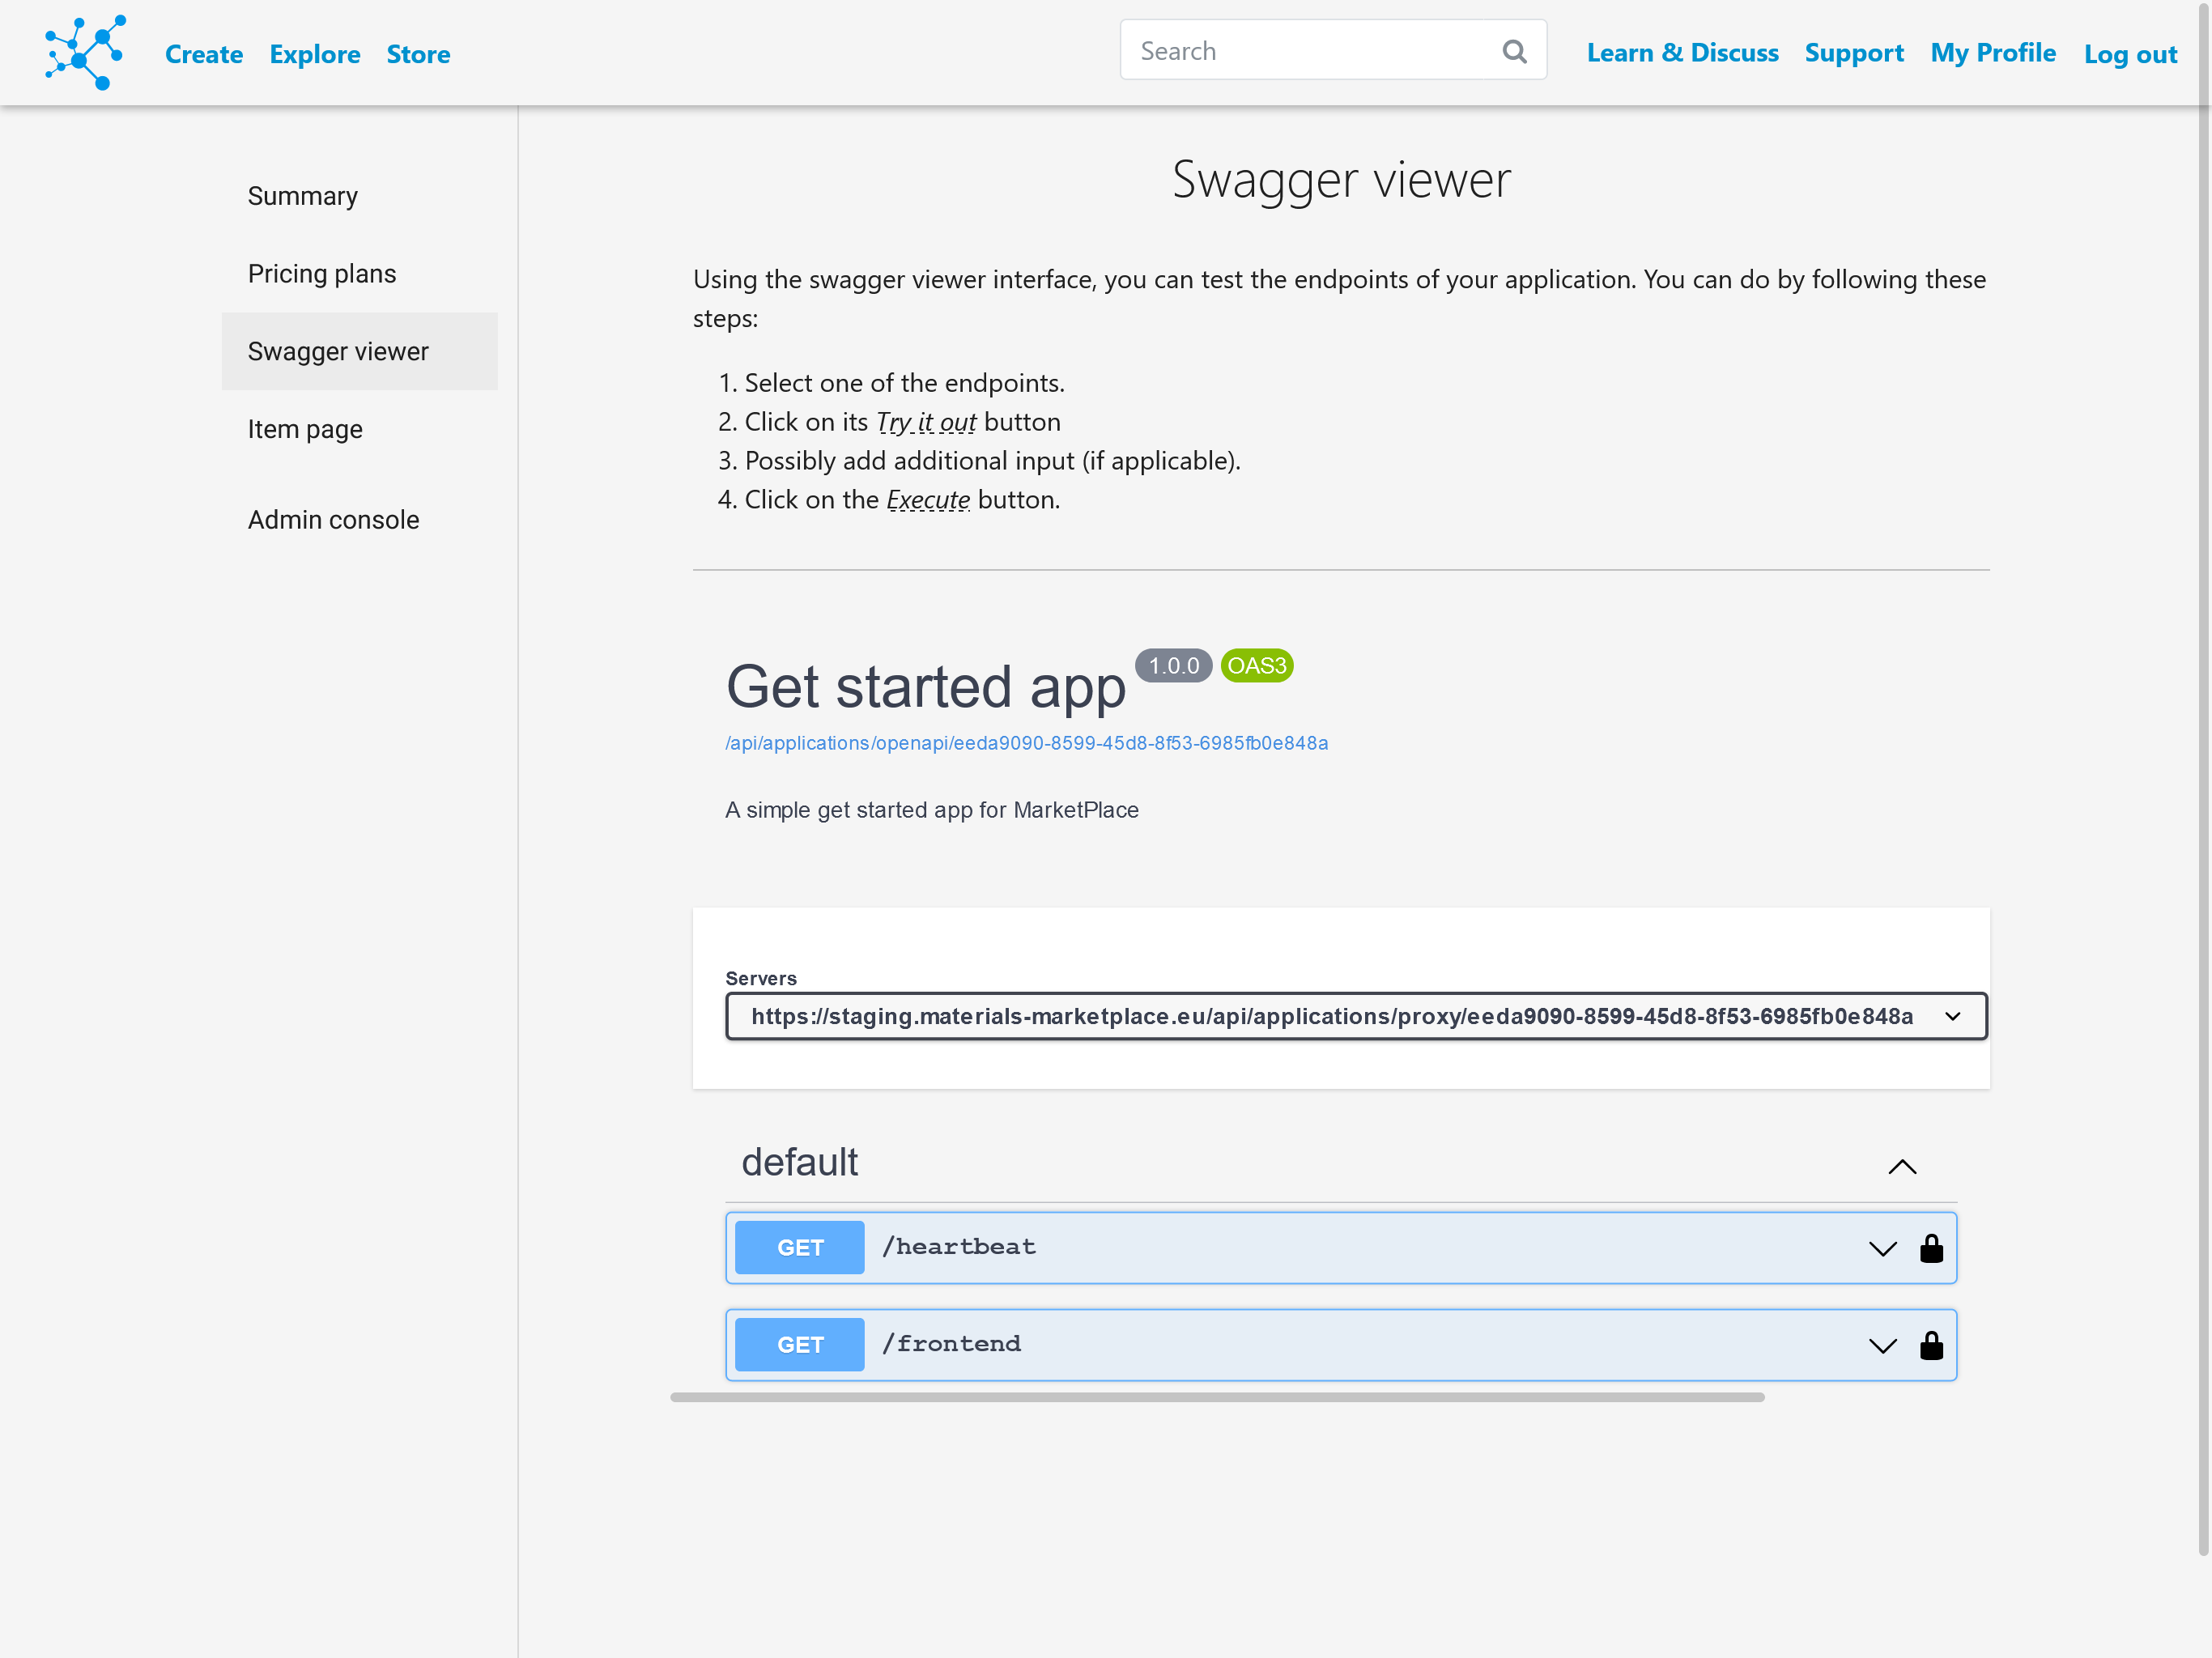 Create Explore Store Search Learn & Discuss Support My Profile Log out
Summary
Pricing plans
Swagger viewer
Item page
Admin console
Swagger viewer
Using the swagger viewer interface, you can test the endpoints of your application. You can do by following these
steps:
1. Select one of the endpoints.
2. Click on its Try it out button
3. Possibly add additional input (if applicable).
4. Click on the Execute button.
Get started app 1.0.0 OAS3
/api/applications/openapi/eeda9090-8599-45d8-8f53-6985fb0e848a
A simple get started app for MarketPlace
Servers
https://staging.materials-marketplace.eu/api/applications/proxy/eeda9090-8599-45d8-8f53-6985fb0e848a
default
GET /heartbeat
GET /frontend